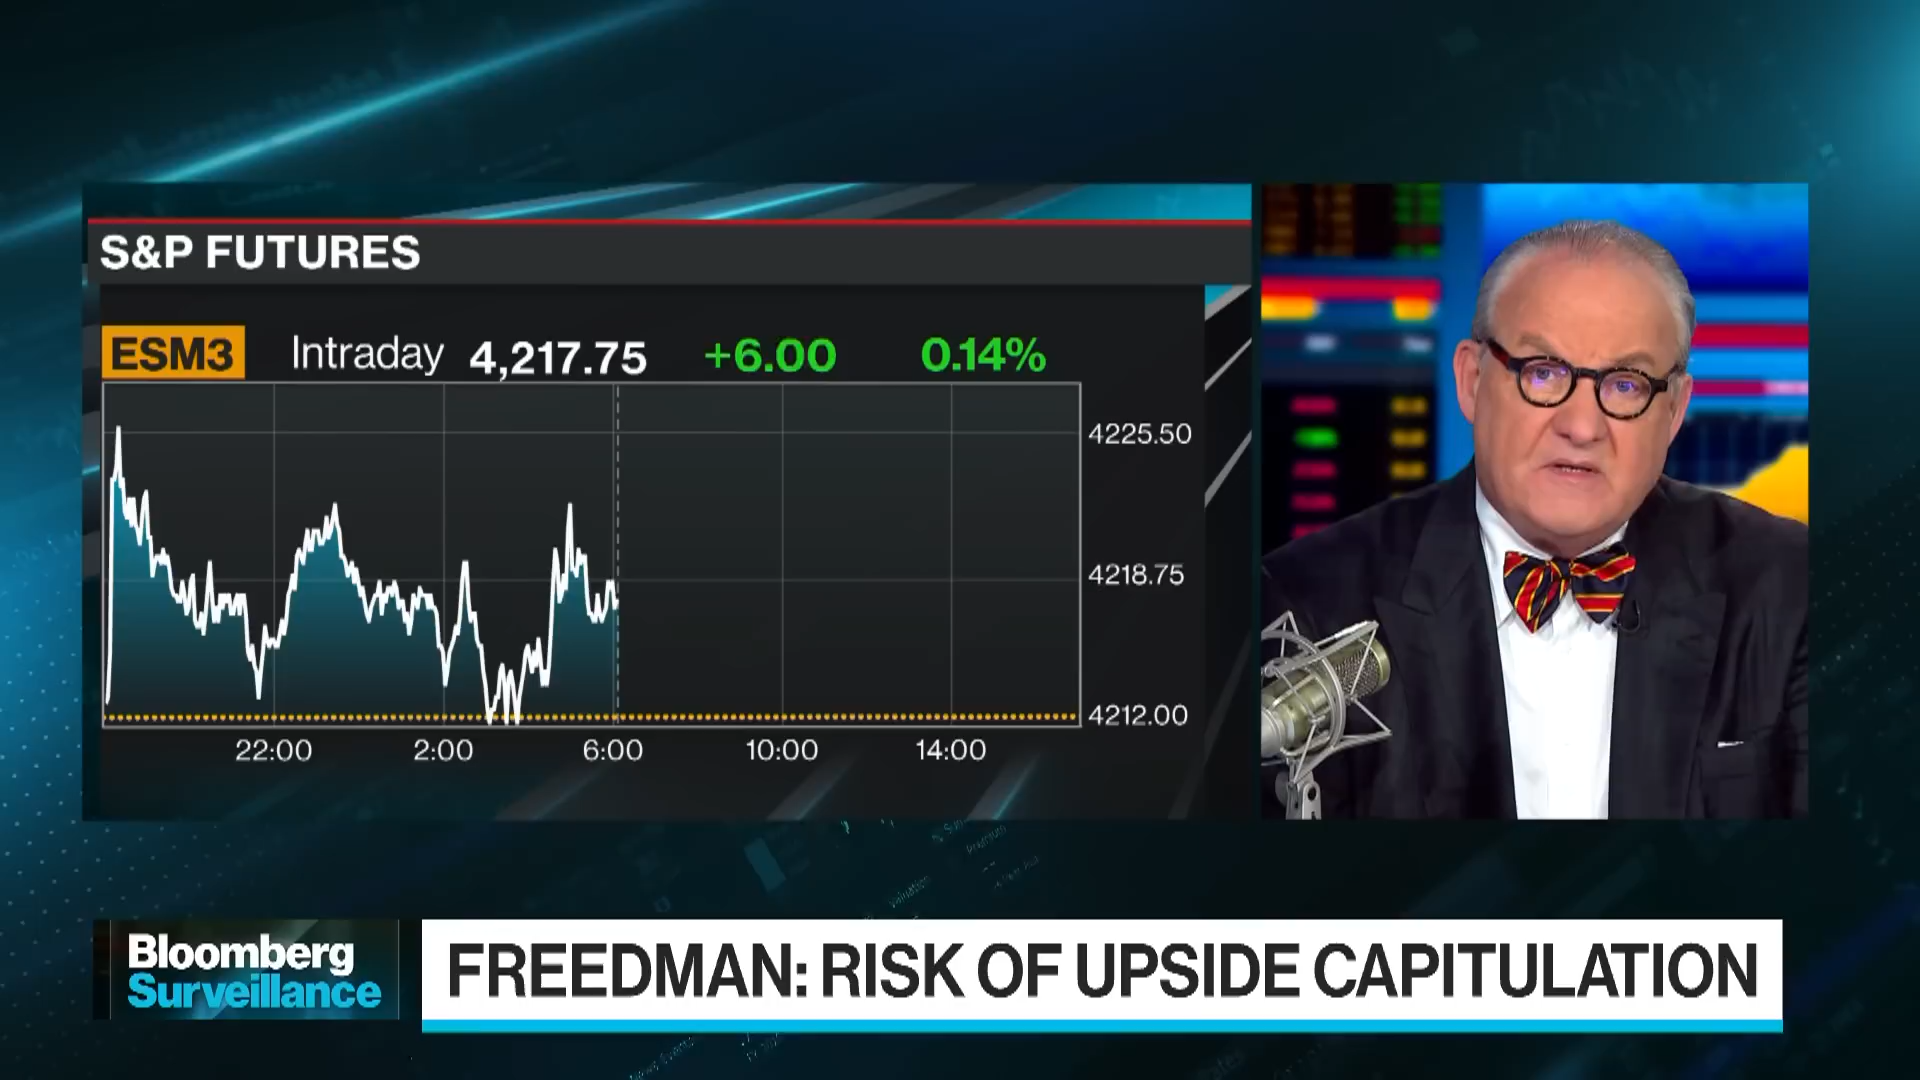 S&P FUTURES
ESM3 Intraday 4,217.75 +6.00 0.14%
4225.50
4218.75
4212.00
22:00 2:00 6:00 10:00 14:00
Bloomberg
Surveillance
FREEDMAN: RISK OF UPSIDE CAPITULATION